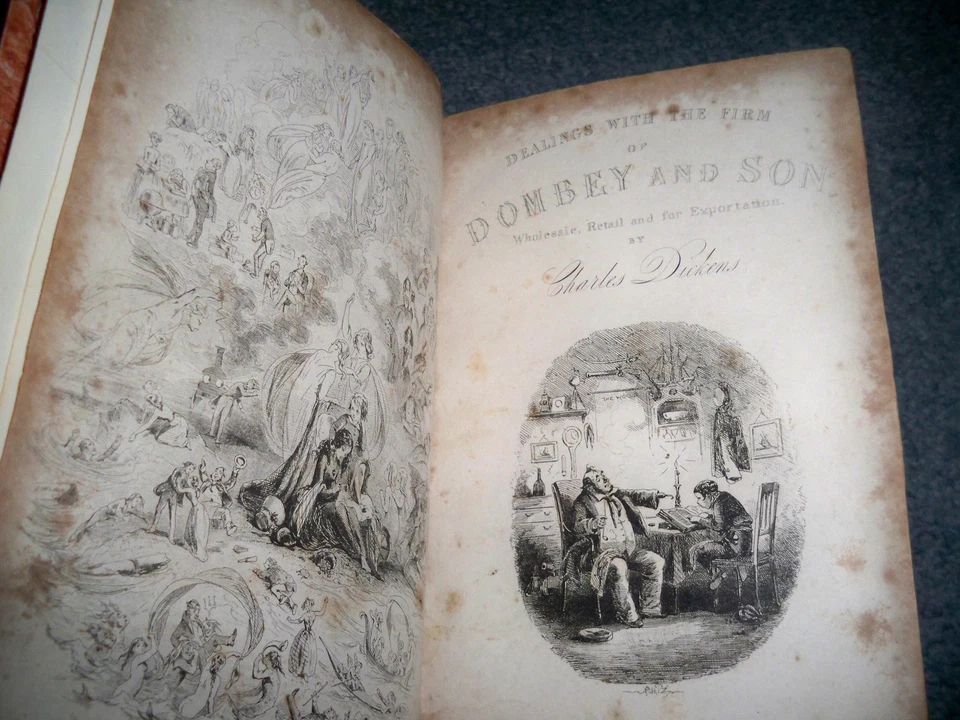 DEALINGS WITH THE FIRM
OF
DOMBEY AND SON
Wholesale, Retail and for Exportation.
BY
Charles Dickens